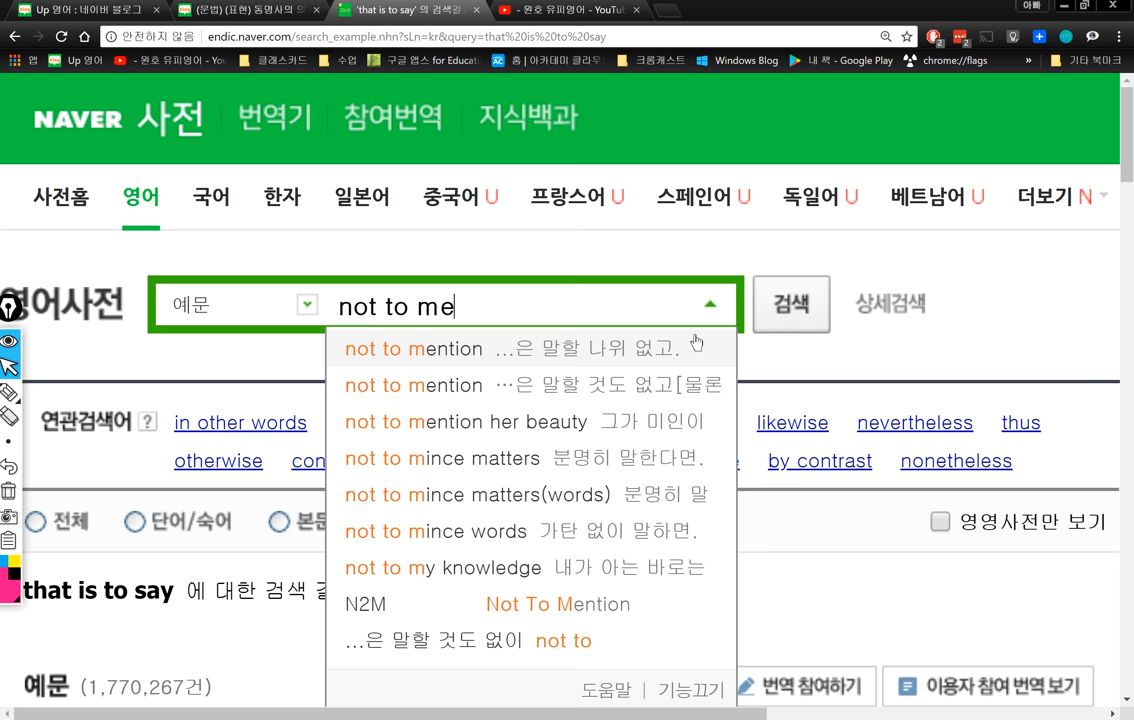 Up 영어 : 네이버 블로그
(문법) (표현) 동명사의 의
'that is to say' 의 검색결
- 원호 유피영어 - YouTu
아빠
안전하지 않음 endic.naver.com/search_example.nhn?sLn=kr&query=that%20is%20to%20say
앱 Up 영어 - 원호 유피영어 - You 클래스카드 수업 구글 앱스 for Educat 홈 | 아카데미 클라우 크롬캐스트 Windows Blog 내 책 - Google Play chrome://flags » 기타 북마크
NAVER 사전 번역기 참여번역 지식백과
사전홈 영어 국어 한자 일본어 중국어 U 프랑스어 U 스페인어 U 독일어 U 베트남어 U 더보기 N
영어사전 예문 not to me 검색 상세검색
not to mention ...은 말할 나위 없고.
not to mention …은 말할 것도 없고[물론
not to mention her beauty 그가 미인이
not to mince matters 분명히 말한다면.
not to mince matters(words) 분명히 말
not to mince words 가탄 없이 말하면.
not to my knowledge 내가 아는 바로는
N2M Not To Mention
...은 말할 것도 없이 not to
도움말 | 기능끄기
연관검색어 ? in other words likewise nevertheless thus
otherwise con by contrast nonetheless
전체 단어/숙어 본문 영영사전만 보기
that is to say 에 대한 검색 결
예문 (1,770,267건) 번역 참여하기 이용자 참여 번역 보기